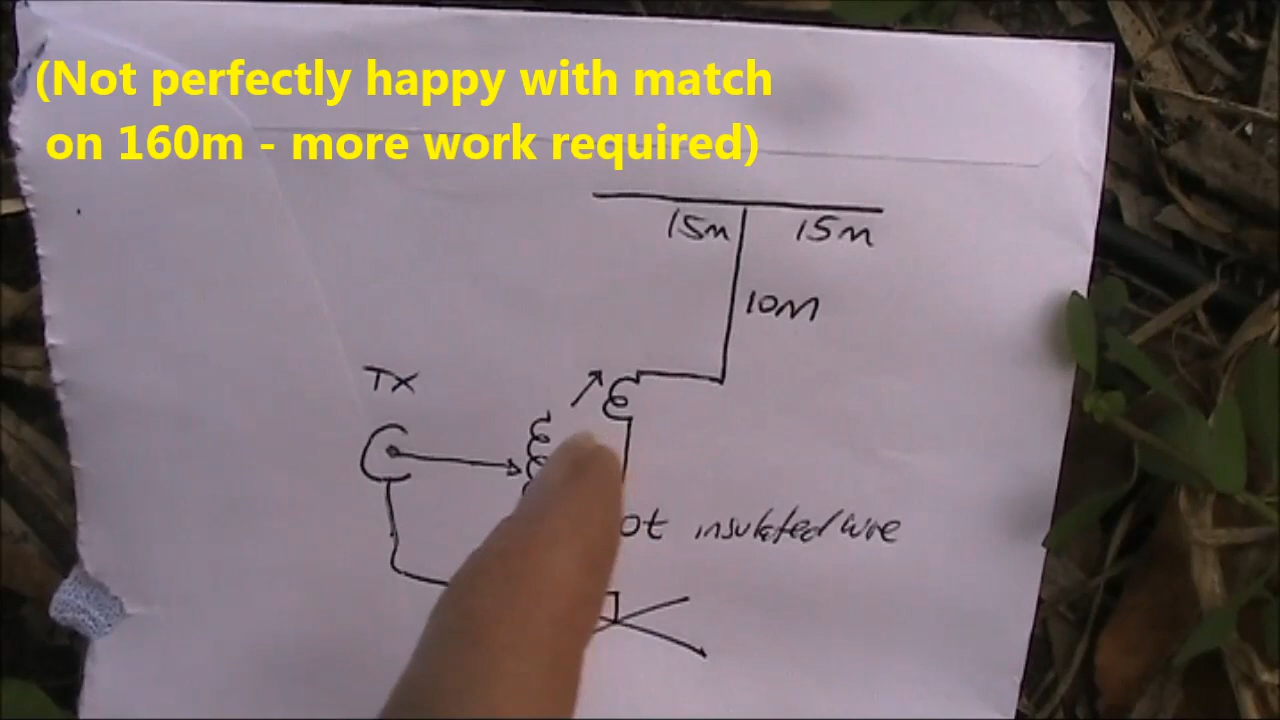 (Not perfectly happy with match
on 160m - more work required)
15m 15m
10M
TX
insulated wire